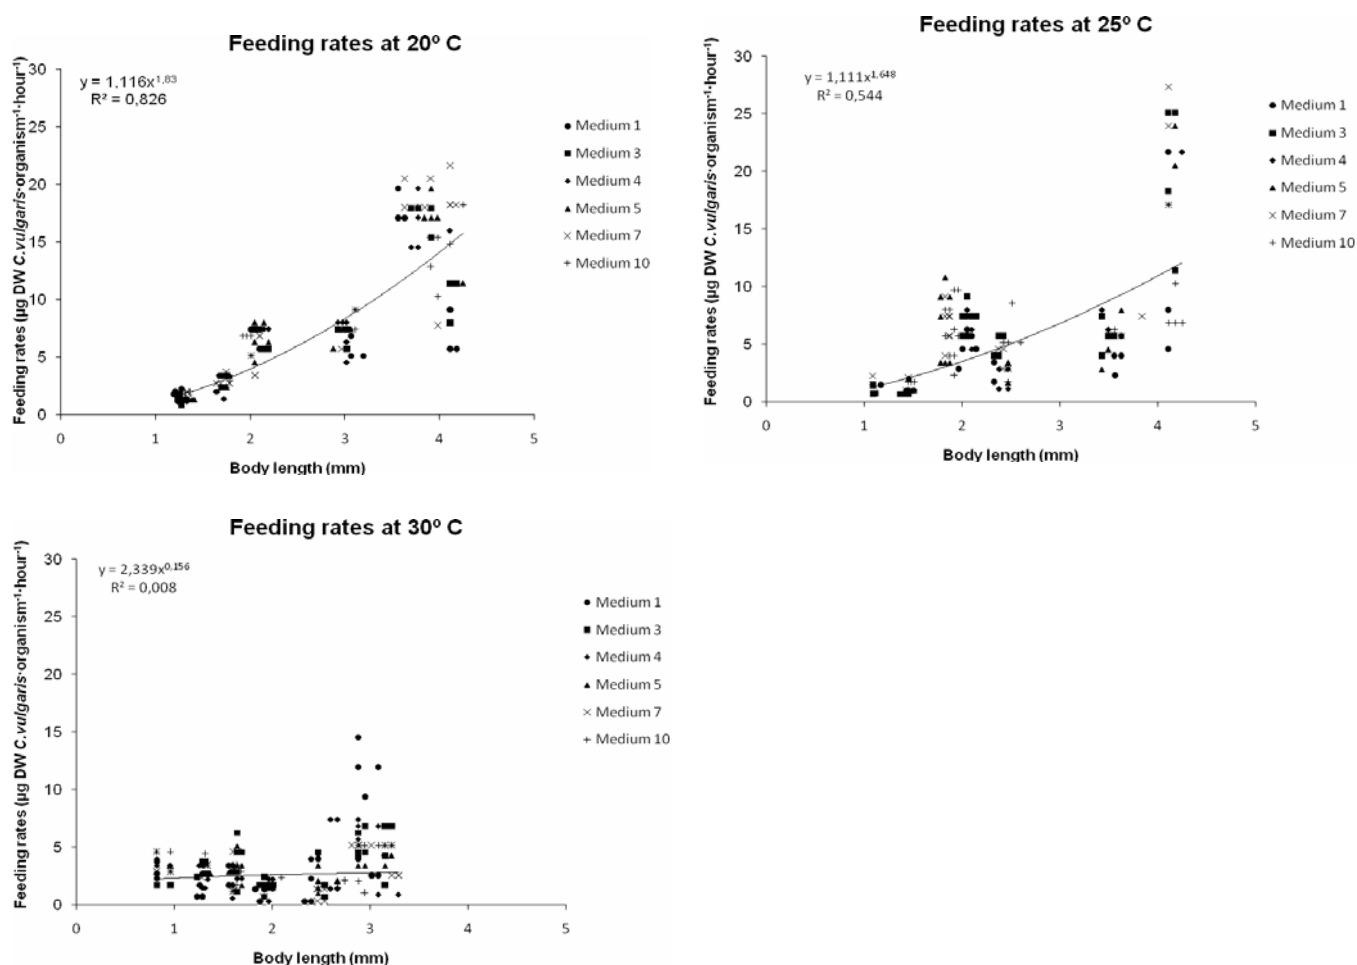 Feeding rates at 20º C
Feeding rates (µg DW C.vulgaris·organism⁻¹·hour⁻¹)
y = 1,116x^1,83
R² = 0,826
30
25
20
15
10
5
0
0 1 2 3 4 5
Body length (mm)
Medium 1
Medium 3
Medium 4
Medium 5
Medium 7
Medium 10
Feeding rates at 25º C
Feeding rates (µg DW C.vulgaris·organism⁻¹·hour⁻¹)
y = 1,111x^1,648
R² = 0,544
30
25
20
15
10
5
0
0 1 2 3 4 5
Body length (mm)
Medium 1
Medium 3
Medium 4
Medium 5
Medium 7
Medium 10
Feeding rates at 30º C
Feeding rates (µg DW C.vulgaris·organism⁻¹·hour⁻¹)
y = 2,339x^0,156
R² = 0,008
30
25
20
15
10
5
0
0 1 2 3 4 5
Body length (mm)
Medium 1
Medium 3
Medium 4
Medium 5
Medium 7
Medium 10